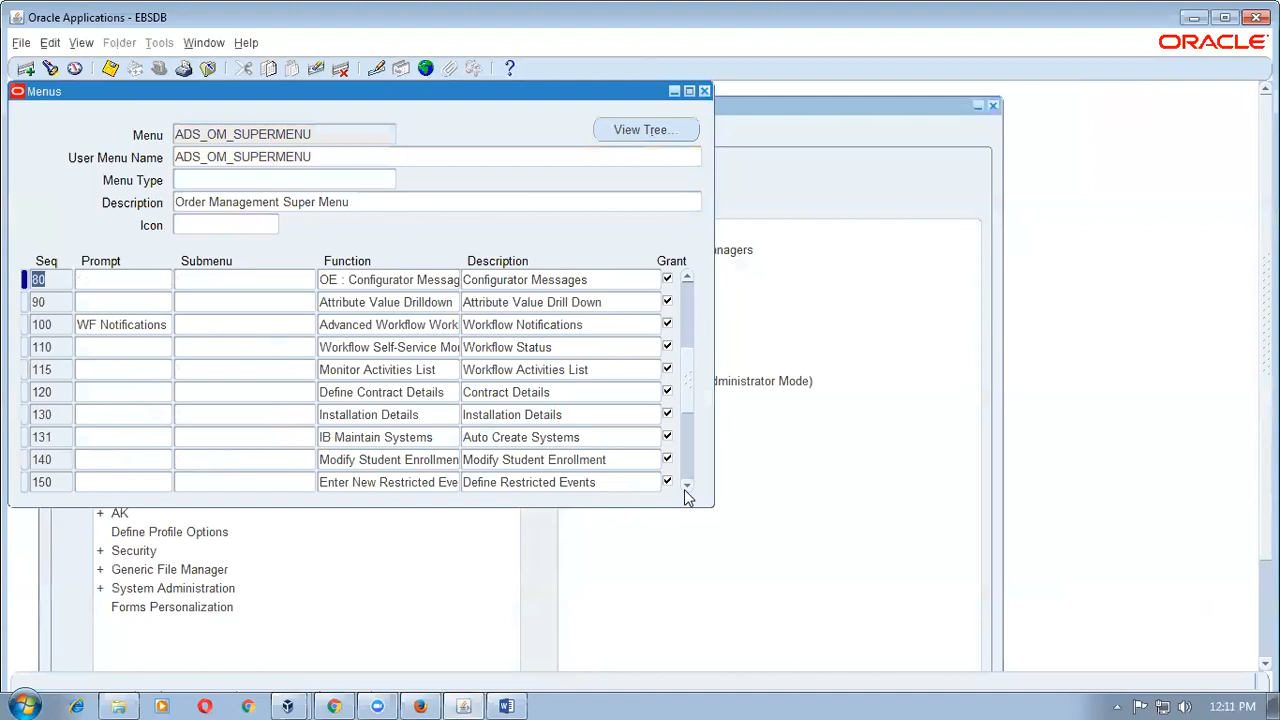 Oracle Applications - EBSDB
File Edit View Folder Tools Window Help
ORACLE
Menus
Menu ADS_OM_SUPERMENU
View Tree...
User Menu Name ADS_OM_SUPERMENU
Menu Type
Description Order Management Super Menu
Icon
Seq Prompt Submenu Function Description Grant
80 OE : Configurator Messag Configurator Messages
90 Attribute Value Drilldown Attribute Value Drill Down
100 WF Notifications Advanced Workflow Work Workflow Notifications
110 Workflow Self-Service Mo Workflow Status
115 Monitor Activities List Workflow Activities List
120 Define Contract Details Contract Details
130 Installation Details Installation Details
131 IB Maintain Systems Auto Create Systems
140 Modify Student Enrollmen Modify Student Enrollment
150 Enter New Restricted Eve Define Restricted Events
anagers
dministrator Mode)
+ AK
Define Profile Options
+ Security
+ Generic File Manager
+ System Administration
Forms Personalization
12:11 PM